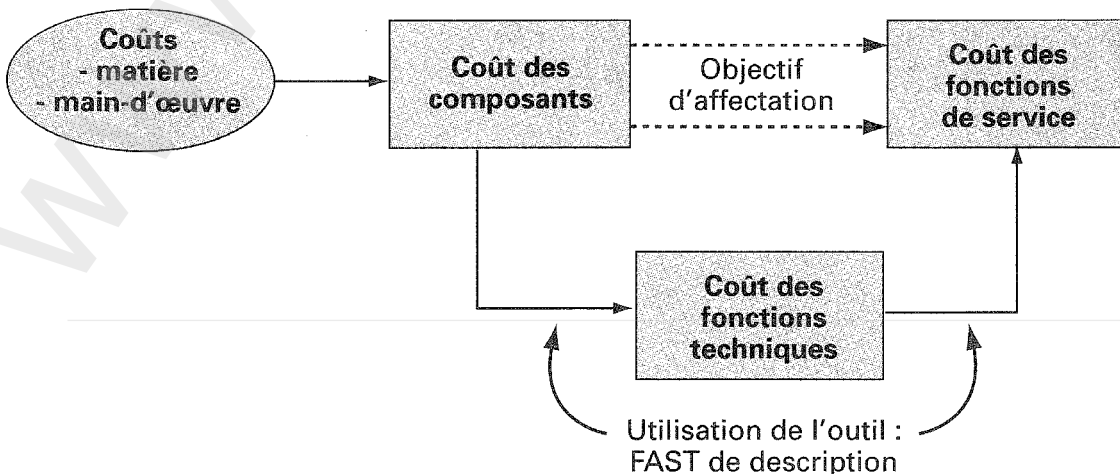 Coûts
- matière
- main-d'œuvre
Coût des
composants
Objectif
d'affectation
Coût des
fonctions
de service
Coût des
fonctions
techniques
Utilisation de l'outil :
FAST de description